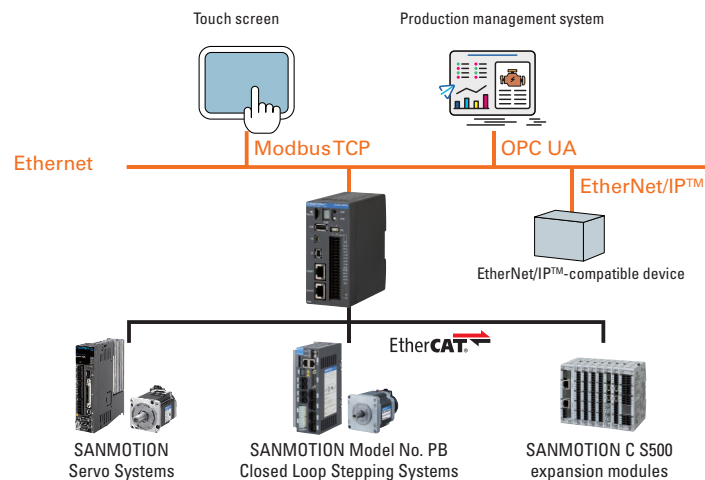 Touch screen
Production management system
Ethernet
Modbus TCP
OPC UA
EtherNet/IP™
EtherNet/IP™-compatible device
EtherCAT®
SANMOTION
Servo Systems
SANMOTION Model No. PB
Closed Loop Stepping Systems
SANMOTION C S500
expansion modules